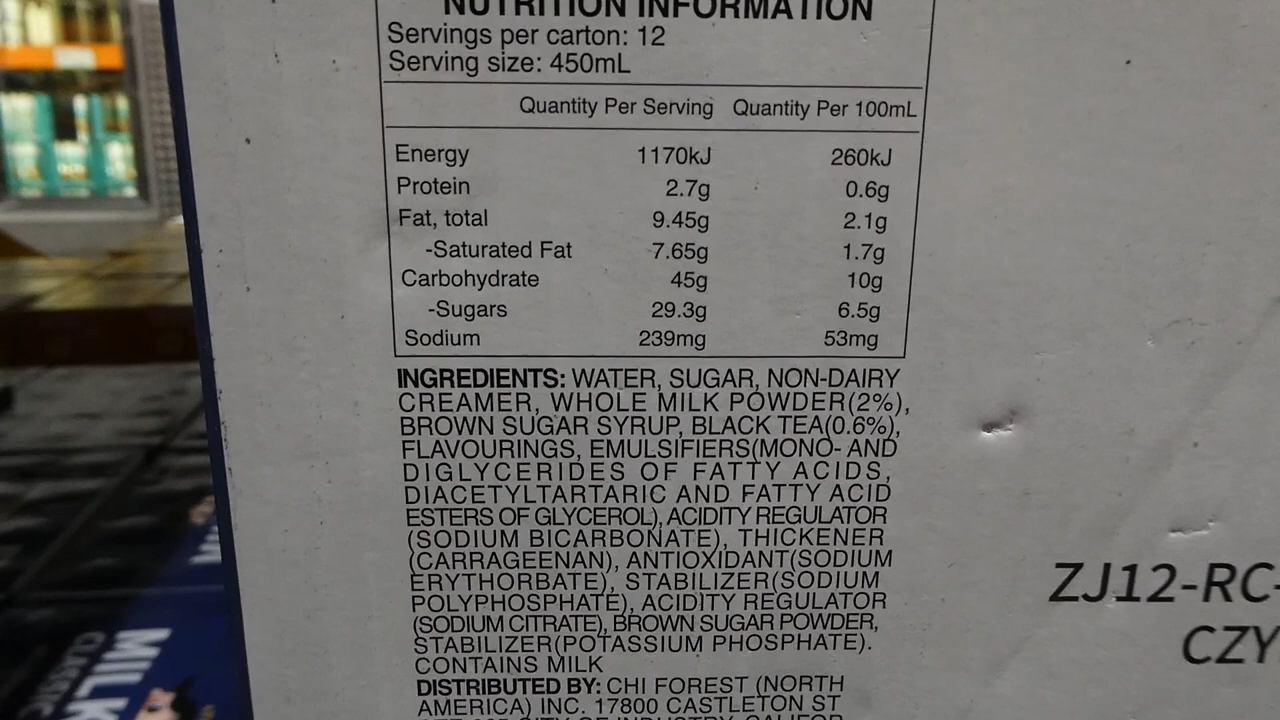 NUTRITION INFORMATION
Servings per carton: 12
Serving size: 450mL
Quantity Per Serving Quantity Per 100mL
Energy 1170kJ 260kJ
Protein 2.7g 0.6g
Fat, total 9.45g 2.1g
-Saturated Fat 7.65g 1.7g
Carbohydrate 45g 10g
-Sugars 29.3g 6.5g
Sodium 239mg 53mg
INGREDIENTS: WATER, SUGAR, NON-DAIRY
CREAMER, WHOLE MILK POWDER(2%),
BROWN SUGAR SYRUP, BLACK TEA(0.6%),
FLAVOURINGS, EMULSIFIERS(MONO- AND
DIGLYCERIDES OF FATTY ACIDS,
DIACETYLTARTARIC AND FATTY ACID
ESTERS OF GLYCEROL), ACIDITY REGULATOR
(SODIUM BICARBONATE), THICKENER
(CARRAGEENAN), ANTIOXIDANT(SODIUM
ERYTHORBATE), STABILIZER(SODIUM
POLYPHOSPHATE), ACIDITY REGULATOR
(SODIUM CITRATE), BROWN SUGAR POWDER,
STABILIZER(POTASSIUM PHOSPHATE).
CONTAINS MILK
DISTRIBUTED BY: CHI FOREST (NORTH
AMERICA) INC. 17800 CASTLETON ST
CITY OF INDUSTRY,
ZJ12-RC-
CZY
MILK
CLASSIC